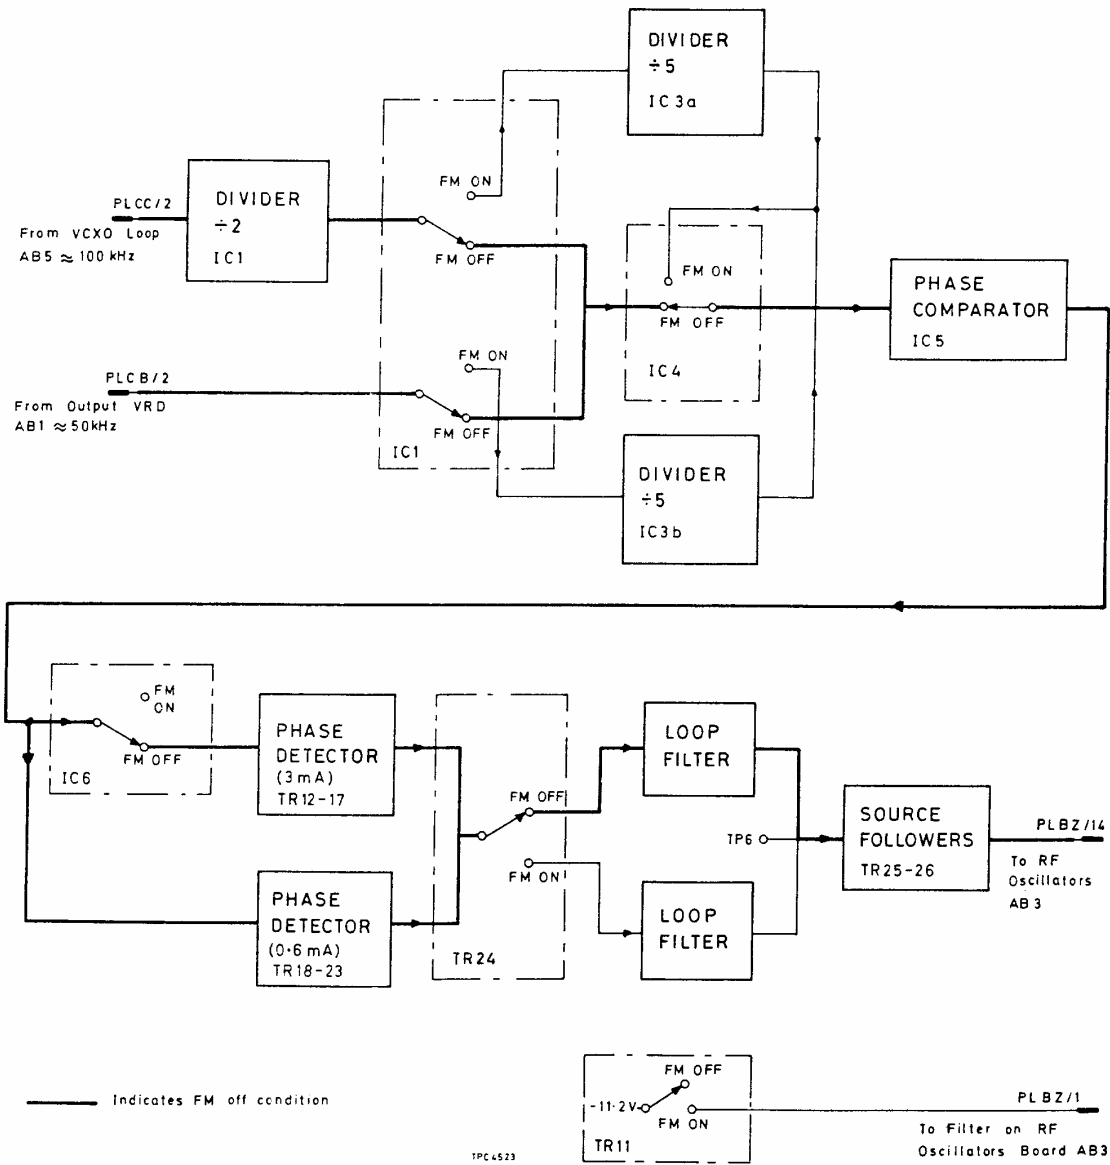 DIVIDER
÷5
IC3a
FM ON
PLCC/2
From VCXO Loop
AB5 ≈ 100 kHz
DIVIDER
÷2
IC1
FM OFF
FM ON
FM OFF
IC4
PHASE
COMPARATOR
IC5
FM ON
PLCB/2
From Output VRD
AB1 ≈ 50kHz
FM OFF
IC1
DIVIDER
÷5
IC3b
FM
ON
FM OFF
IC6
PHASE
DETECTOR
(3mA)
TR12-17
LOOP
FILTER
FM OFF
FM ON
TR24
TP6
SOURCE
FOLLOWERS
TR25-26
PLBZ/14
To RF
Oscillators
AB3
PHASE
DETECTOR
(0·6mA)
TR18-23
LOOP
FILTER
Indicates FM off condition
FM OFF
-11·2V
FM ON
TR11
PLBZ/1
To Filter on RF
Oscillators Board AB3
TPC4523